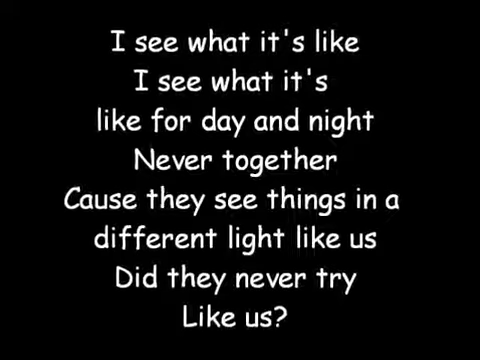 I see what it's like
I see what it's
like for day and night
Never together
Cause they see things in a
different light like us
Did they never try
Like us?